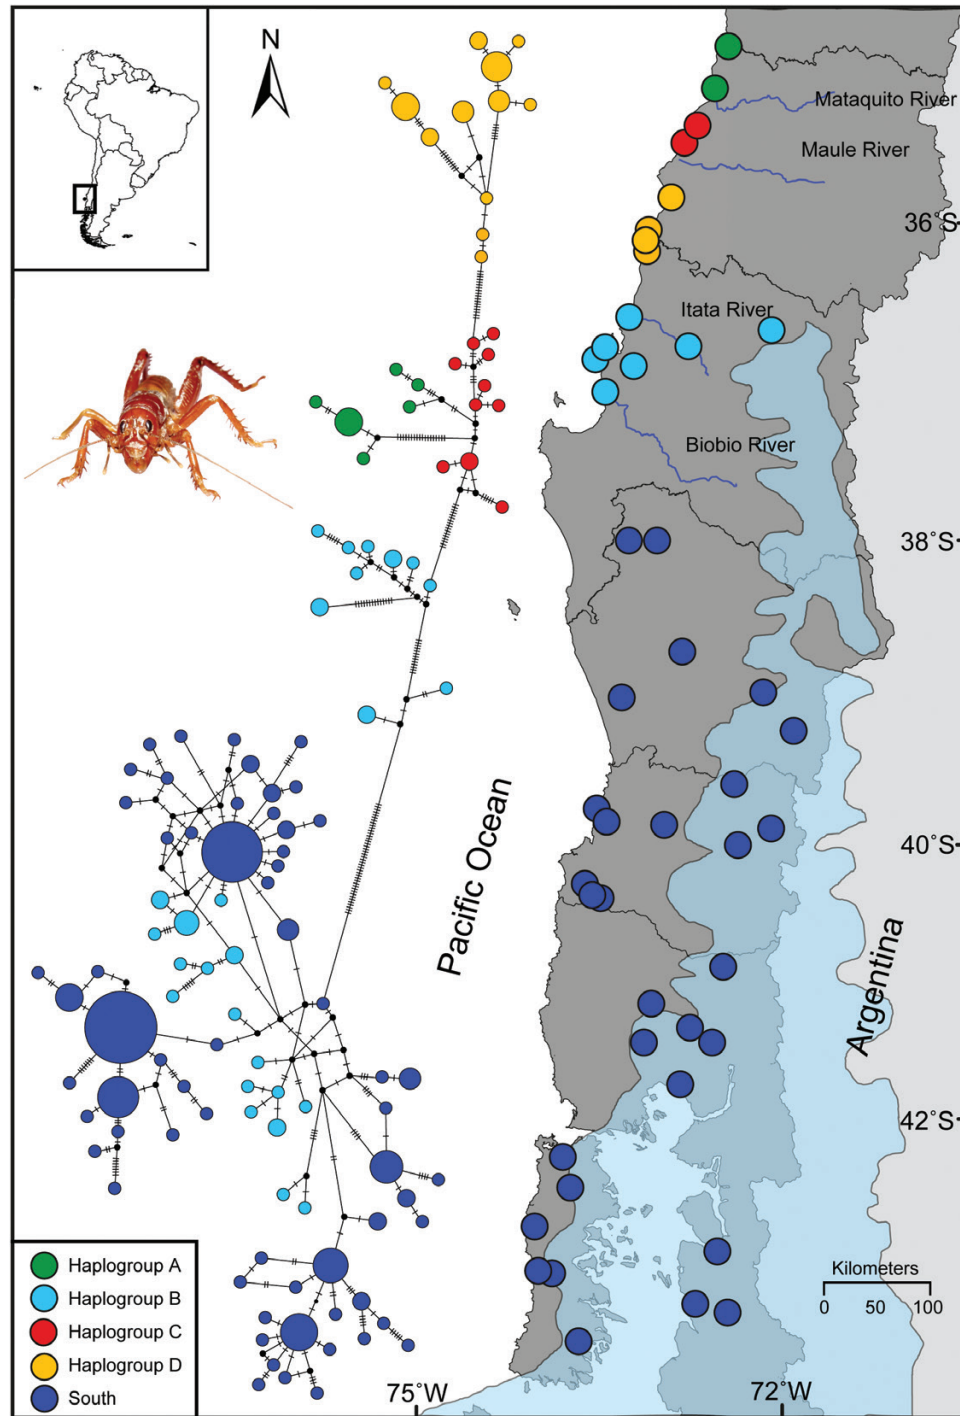 N
Mataquito River
Maule River
36°S
Itata River
Biobio River
38°S
40°S
Pacific Ocean
Argentina
42°S
Haplogroup A
Haplogroup B
Haplogroup C
Haplogroup D
South
Kilometers
0 50 100
75°W
72°W